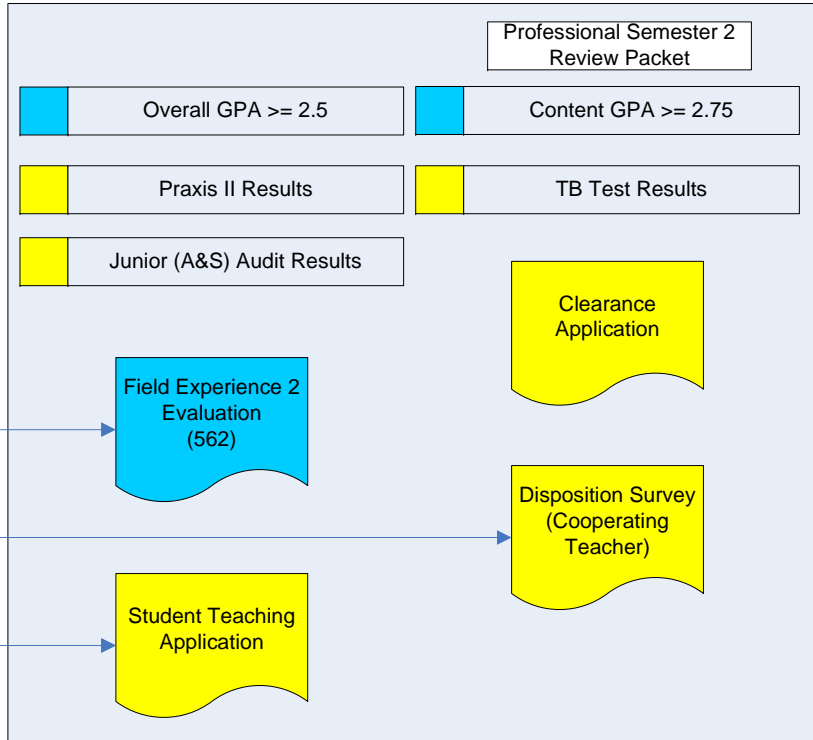 Professional Semester 2
Review Packet
Overall GPA >= 2.5
Content GPA >= 2.75
Praxis II Results
TB Test Results
Junior (A&S) Audit Results
Clearance
Application
Field Experience 2
Evaluation
(562)
Disposition Survey
(Cooperating
Teacher)
Student Teaching
Application